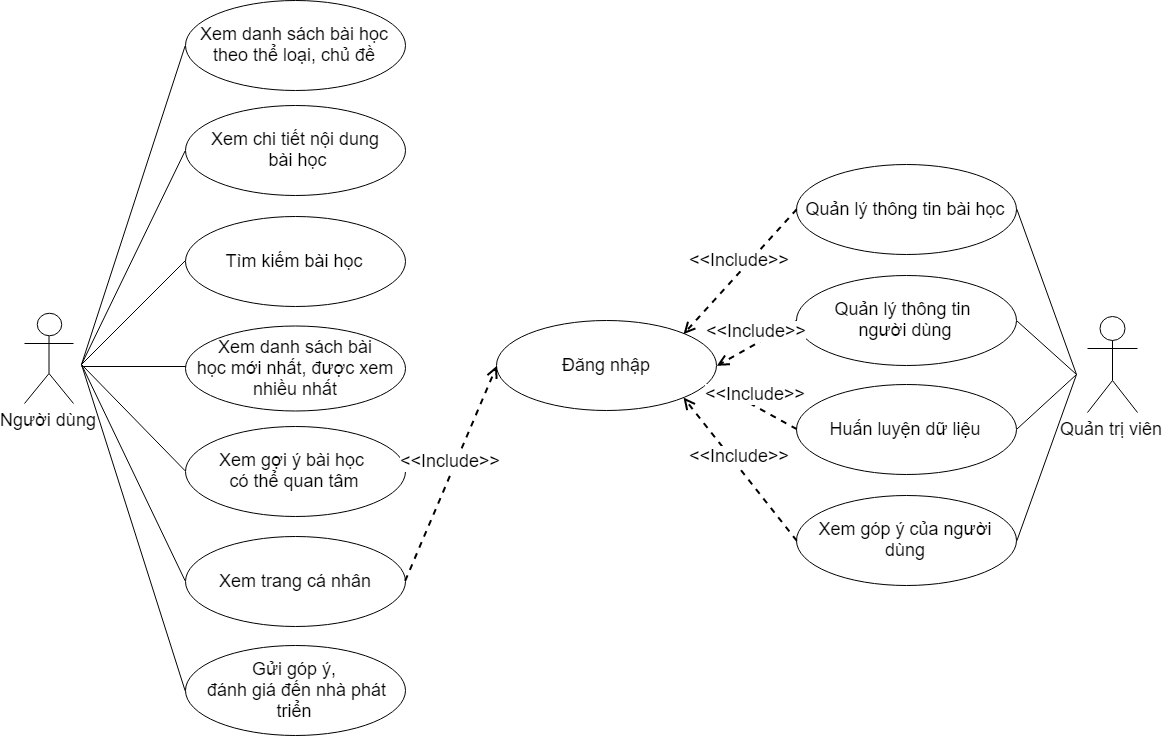 Xem danh sách bài học
theo thể loại, chủ đề
Xem chi tiết nội dung
bài học
Tìm kiếm bài học
Xem danh sách bài
học mới nhất, được xem
nhiều nhất
Người dùng
Xem gợi ý bài học
có thể quan tâm
Xem trang cá nhân
Gửi góp ý,
đánh giá đến nhà phát
triển
<<Include>>
Đăng nhập
<<Include>>
<<Include>>
<<Include>>
<<Include>>
Quản lý thông tin bài học
Quản lý thông tin
người dùng
Huấn luyện dữ liệu
Xem góp ý của người
dùng
Quản trị viên